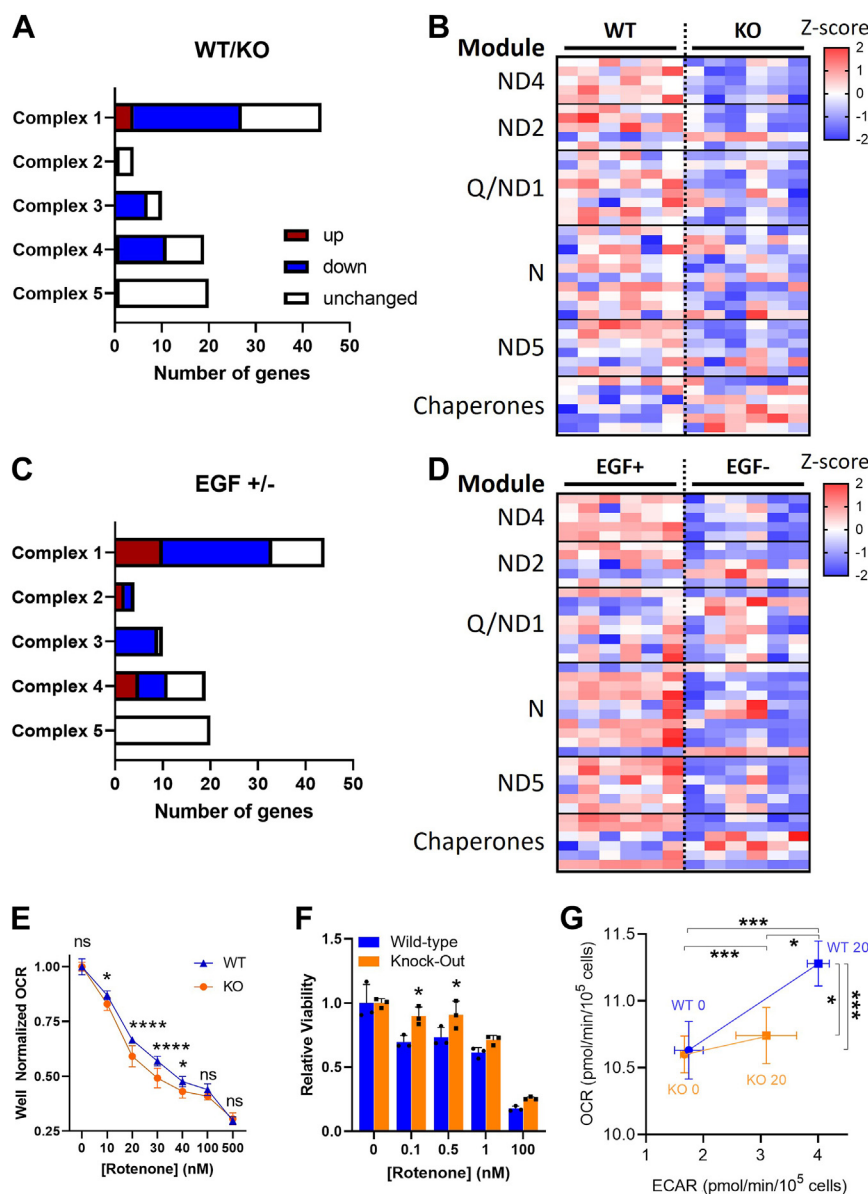 A
WT/KO
Complex 1
Complex 2
Complex 3
Complex 4
Complex 5
up
down
unchanged
0 10 20 30 40 50
Number of genes
B
Module
WT KO
Z-score
2
1
0
-1
-2
ND4
ND2
Q/ND1
N
ND5
Chaperones
C
EGF +/-
Complex 1
Complex 2
Complex 3
Complex 4
Complex 5
0 10 20 30 40 50
Number of genes
D
Module
EGF+ EGF-
Z-score
2
1
0
-1
-2
ND4
ND2
Q/ND1
N
ND5
Chaperones
E
Well Normalized OCR
1.00
0.75
0.50
0.25
ns
*
****
****
*
ns
ns
WT
KO
0 10 20 30 40 100 500
[Rotenone] (nM)
F
Relative Viability
1.5
1.0
0.5
0.0
Wild-type
Knock-Out
* *
0 0.1 0.5 1 100
[Rotenone] (nM)
G
OCR (pmol/min/10⁵ cells)
11.5
11.0
10.5
10.0
***
*** *
WT 20
*
***
WT 0
KO 0
KO 20
1 2 3 4
ECAR (pmol/min/10⁵ cells)